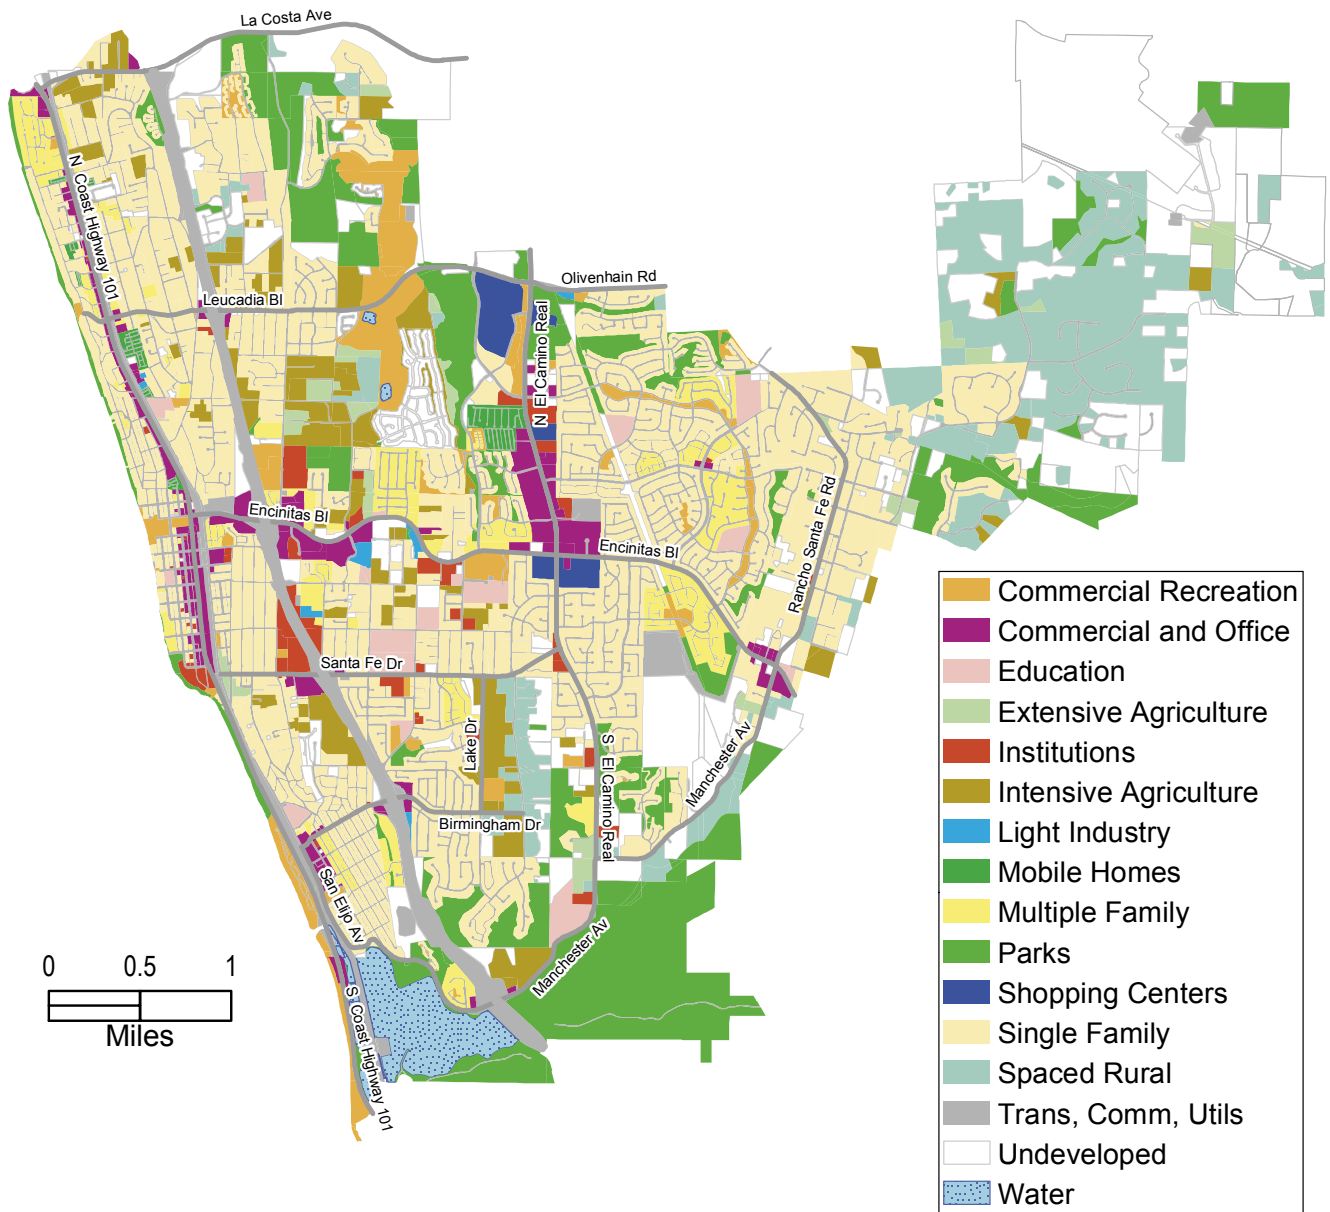 La Costa Ave
N Coast Highway 101
Olivenhain Rd
Leucadia Bl
N El Camino Real
Encinitas Bl
Encinitas Bl
Rancho Santa Fe Rd
Santa Fe Dr
Lake Dr
S El Camino Real
Manchester Av
Birmingham Dr
San Elijo Av
Manchester Av
S Coast Highway 101
0 0.5 1
Miles
Commercial Recreation
Commercial and Office
Education
Extensive Agriculture
Institutions
Intensive Agriculture
Light Industry
Mobile Homes
Multiple Family
Parks
Shopping Centers
Single Family
Spaced Rural
Trans, Comm, Utils
Undeveloped
Water